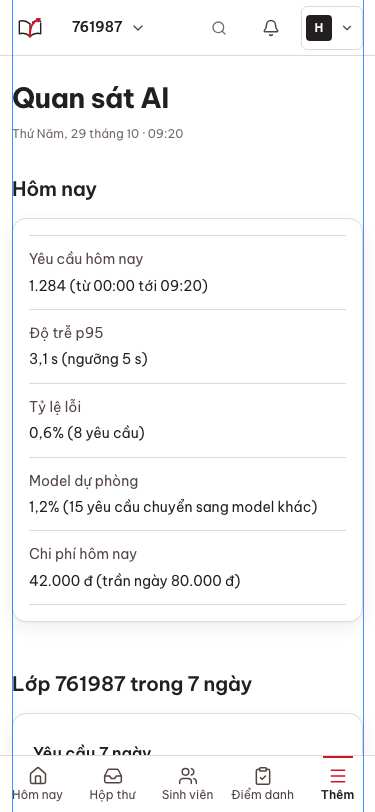 761987
H
Quan sát AI
Thứ Năm, 29 tháng 10 · 09:20
Hôm nay
Yêu cầu hôm nay
1.284 (từ 00:00 tới 09:20)
Độ trễ p95
3,1 s (ngưỡng 5 s)
Tỷ lệ lỗi
0,6% (8 yêu cầu)
Model dự phòng
1,2% (15 yêu cầu chuyển sang model khác)
Chi phí hôm nay
42.000 đ (trần ngày 80.000 đ)
Lớp 761987 trong 7 ngày
Yêu cầu 7 ngày
Hôm nay
Hộp thư
Sinh viên
Điểm danh
Thêm